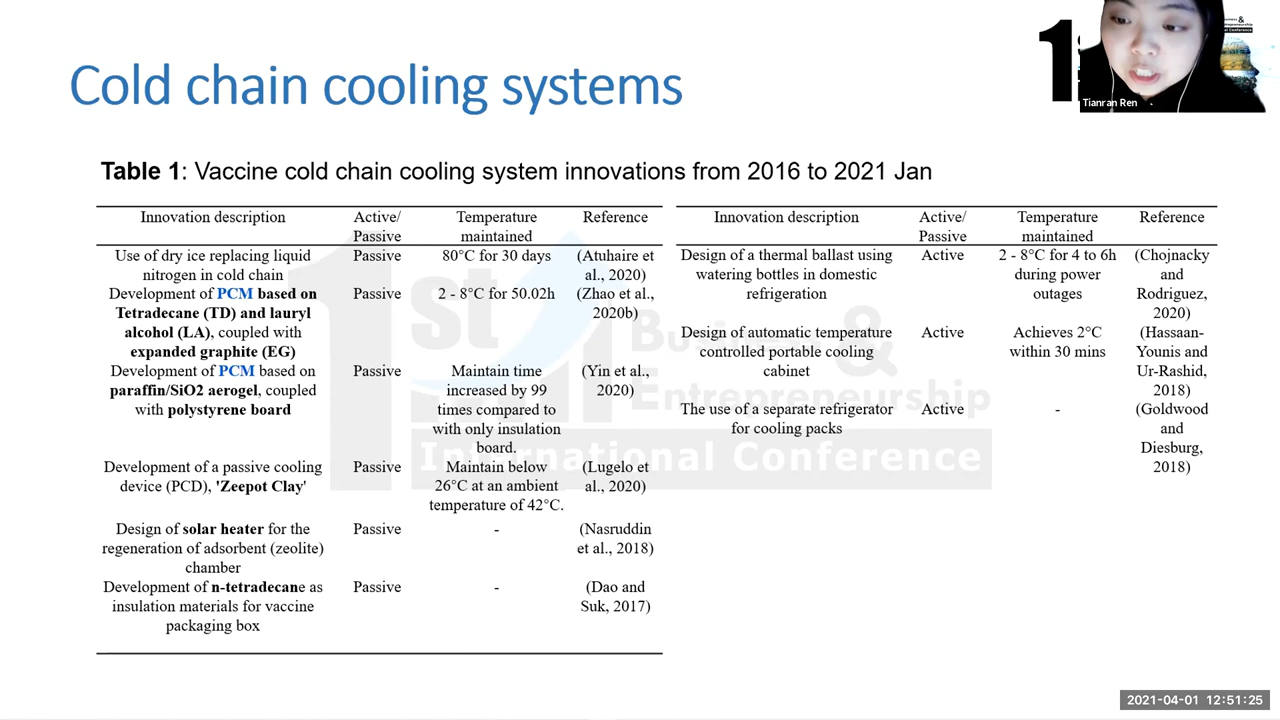 Cold chain cooling systems
Tianran Ren
Table 1: Vaccine cold chain cooling system innovations from 2016 to 2021 Jan
Innovation description
Active/
Passive
Temperature
maintained
Reference
Use of dry ice replacing liquid
nitrogen in cold chain
Passive
80°C for 30 days
(Atuhaire et
al., 2020)
Development of PCM based on
Tetradecane (TD) and lauryl
alcohol (LA), coupled with
expanded graphite (EG)
Passive
2 - 8°C for 50.02h
(Zhao et al.,
2020b)
Development of PCM based on
paraffin/SiO2 aerogel, coupled
with polystyrene board
Passive
Maintain time
increased by 99
times compared to
with only insulation
board.
(Yin et al.,
2020)
Development of a passive cooling
device (PCD), 'Zeepot Clay'
Passive
Maintain below
26°C at an ambient
temperature of 42°C.
(Lugelo et
al., 2020)
Design of solar heater for the
regeneration of adsorbent (zeolite)
chamber
Passive
-
(Nasruddin
et al., 2018)
Development of n-tetradecane as
insulation materials for vaccine
packaging box
Passive
-
(Dao and
Suk, 2017)
Innovation description
Active/
Passive
Temperature
maintained
Reference
Design of a thermal ballast using
watering bottles in domestic
refrigeration
Active
2 - 8°C for 4 to 6h
during power
outages
(Chojnacky
and
Rodriguez,
2020)
Design of automatic temperature
controlled portable cooling
cabinet
Active
Achieves 2°C
within 30 mins
(Hassaan-
Younis and
Ur-Rashid,
2018)
The use of a separate refrigerator
for cooling packs
Active
-
(Goldwood
and
Diesburg,
2018)
1st
Business &
Entrepreneurship
International Conference
2021-04-01 12:51:25